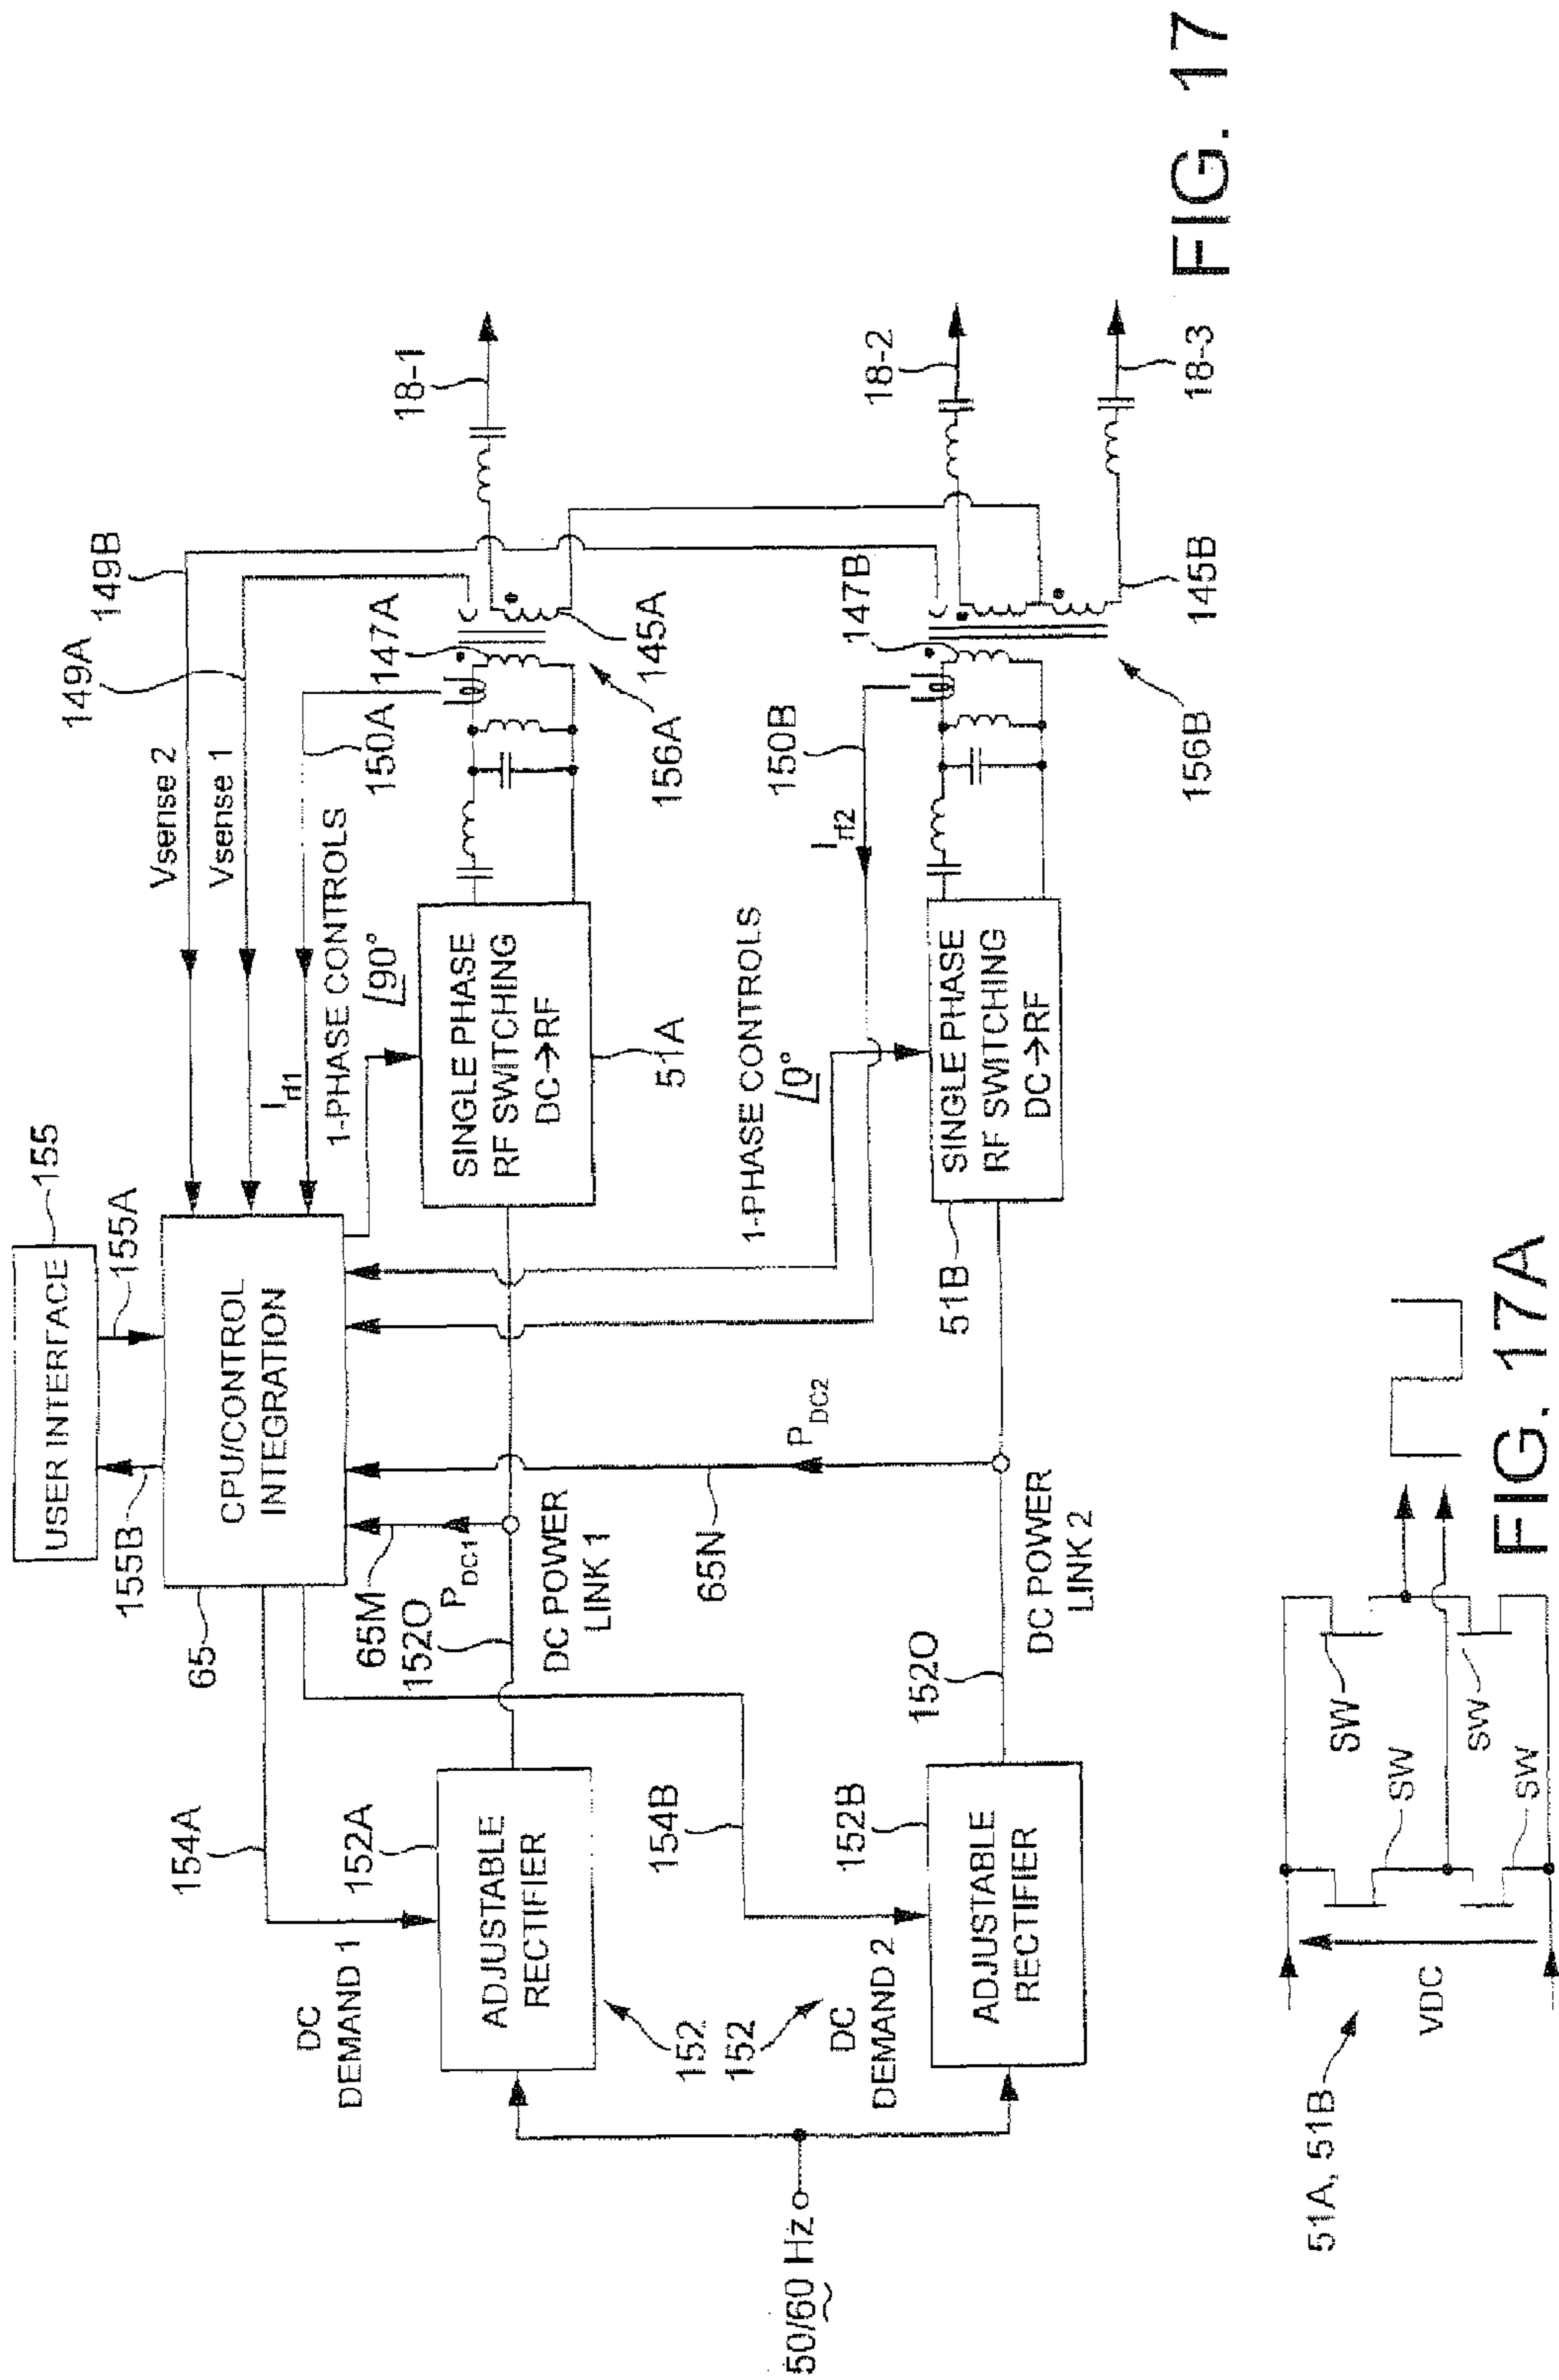 USER INTERFACE
155
155B
155A
CPU/CONTROL
INTEGRATION
65
Vsense 2
149B
Vsense 1
149A
I rf1
150A
1-PHASE CONTROLS
/90°
154A
DC
DEMAND 1
152A
ADJUSTABLE
RECTIFIER
152
65M
152O
P DC1
DC POWER
LINK 1
SINGLE PHASE
RF SWITCHING
DC→RF
51A
147A
145A
156A
18-1
50/60 Hz
154B
152
DC
DEMAND 2
152B
ADJUSTABLE
RECTIFIER
65N
152O
P DC2
DC POWER
LINK 2
1-PHASE CONTROLS
/0°
I rf2
150B
51B
SINGLE PHASE
RF SWITCHING
DC→RF
147B
145B
156B
18-2
18-3
FIG. 17
51A, 51B
VDC
SW
SW
SW
SW
FIG. 17A